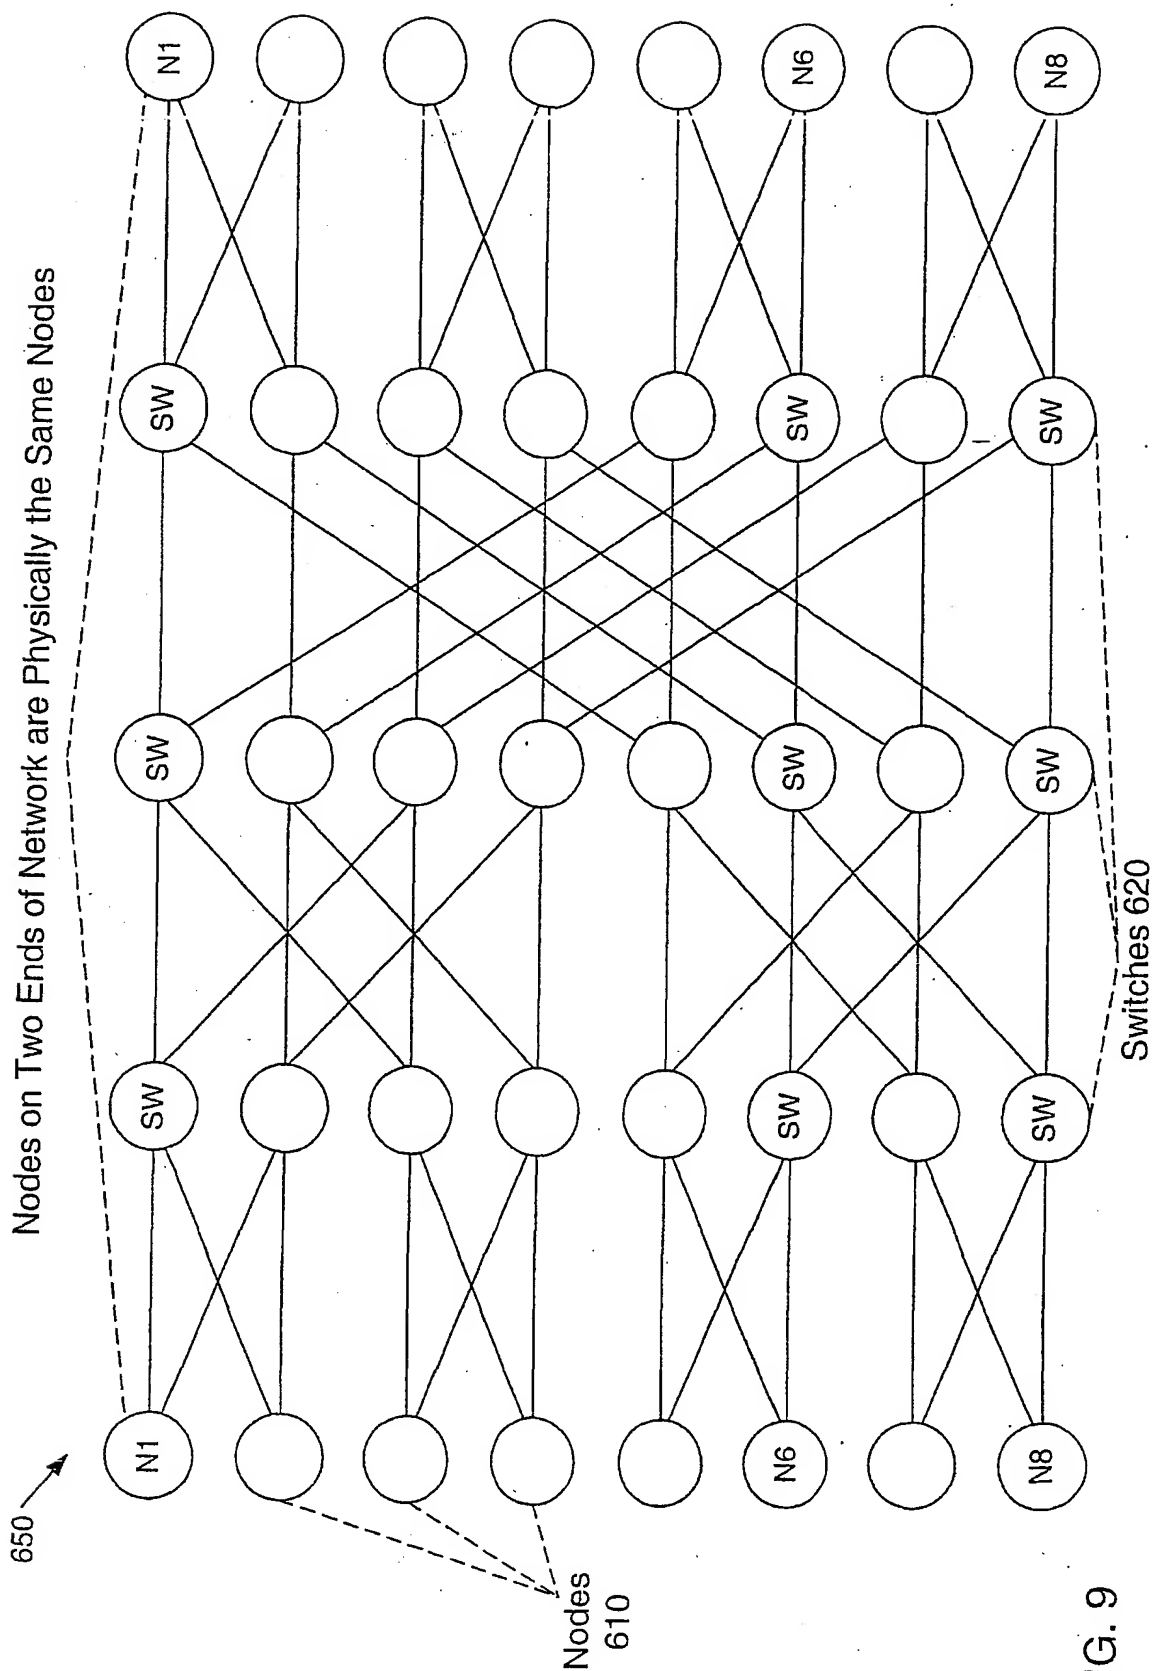 Nodes on Two Ends of Network are Physically the Same Nodes
650
N1
SW
SW
SW
N1
N6
SW
SW
SW
N6
N8
SW
SW
SW
N8
Nodes
610
Switches 620
G. 9